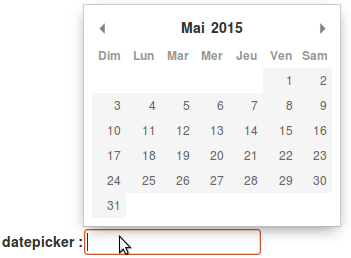 Mai 2015
Dim Lun Mar Mer Jeu Ven Sam
1 2
3 4 5 6 7 8 9
10 11 12 13 14 15 16
17 18 19 20 21 22 23
24 25 26 27 28 29 30
31
datepicker :